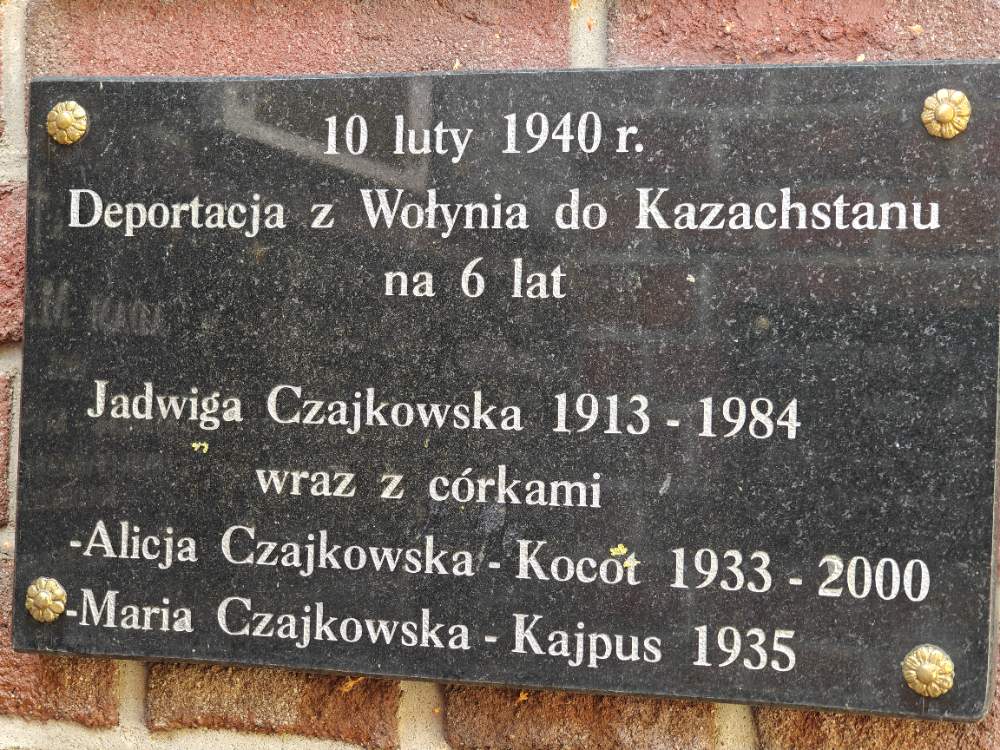 10 luty 1940 r.
Deportacja z Wołynia do Kazachstanu
na 6 lat
Jadwiga Czajkowska 1913 - 1984
wraz z córkami
-Alicja Czajkowska - Kocot 1933 - 2000
-Maria Czajkowska - Kajpus 1935